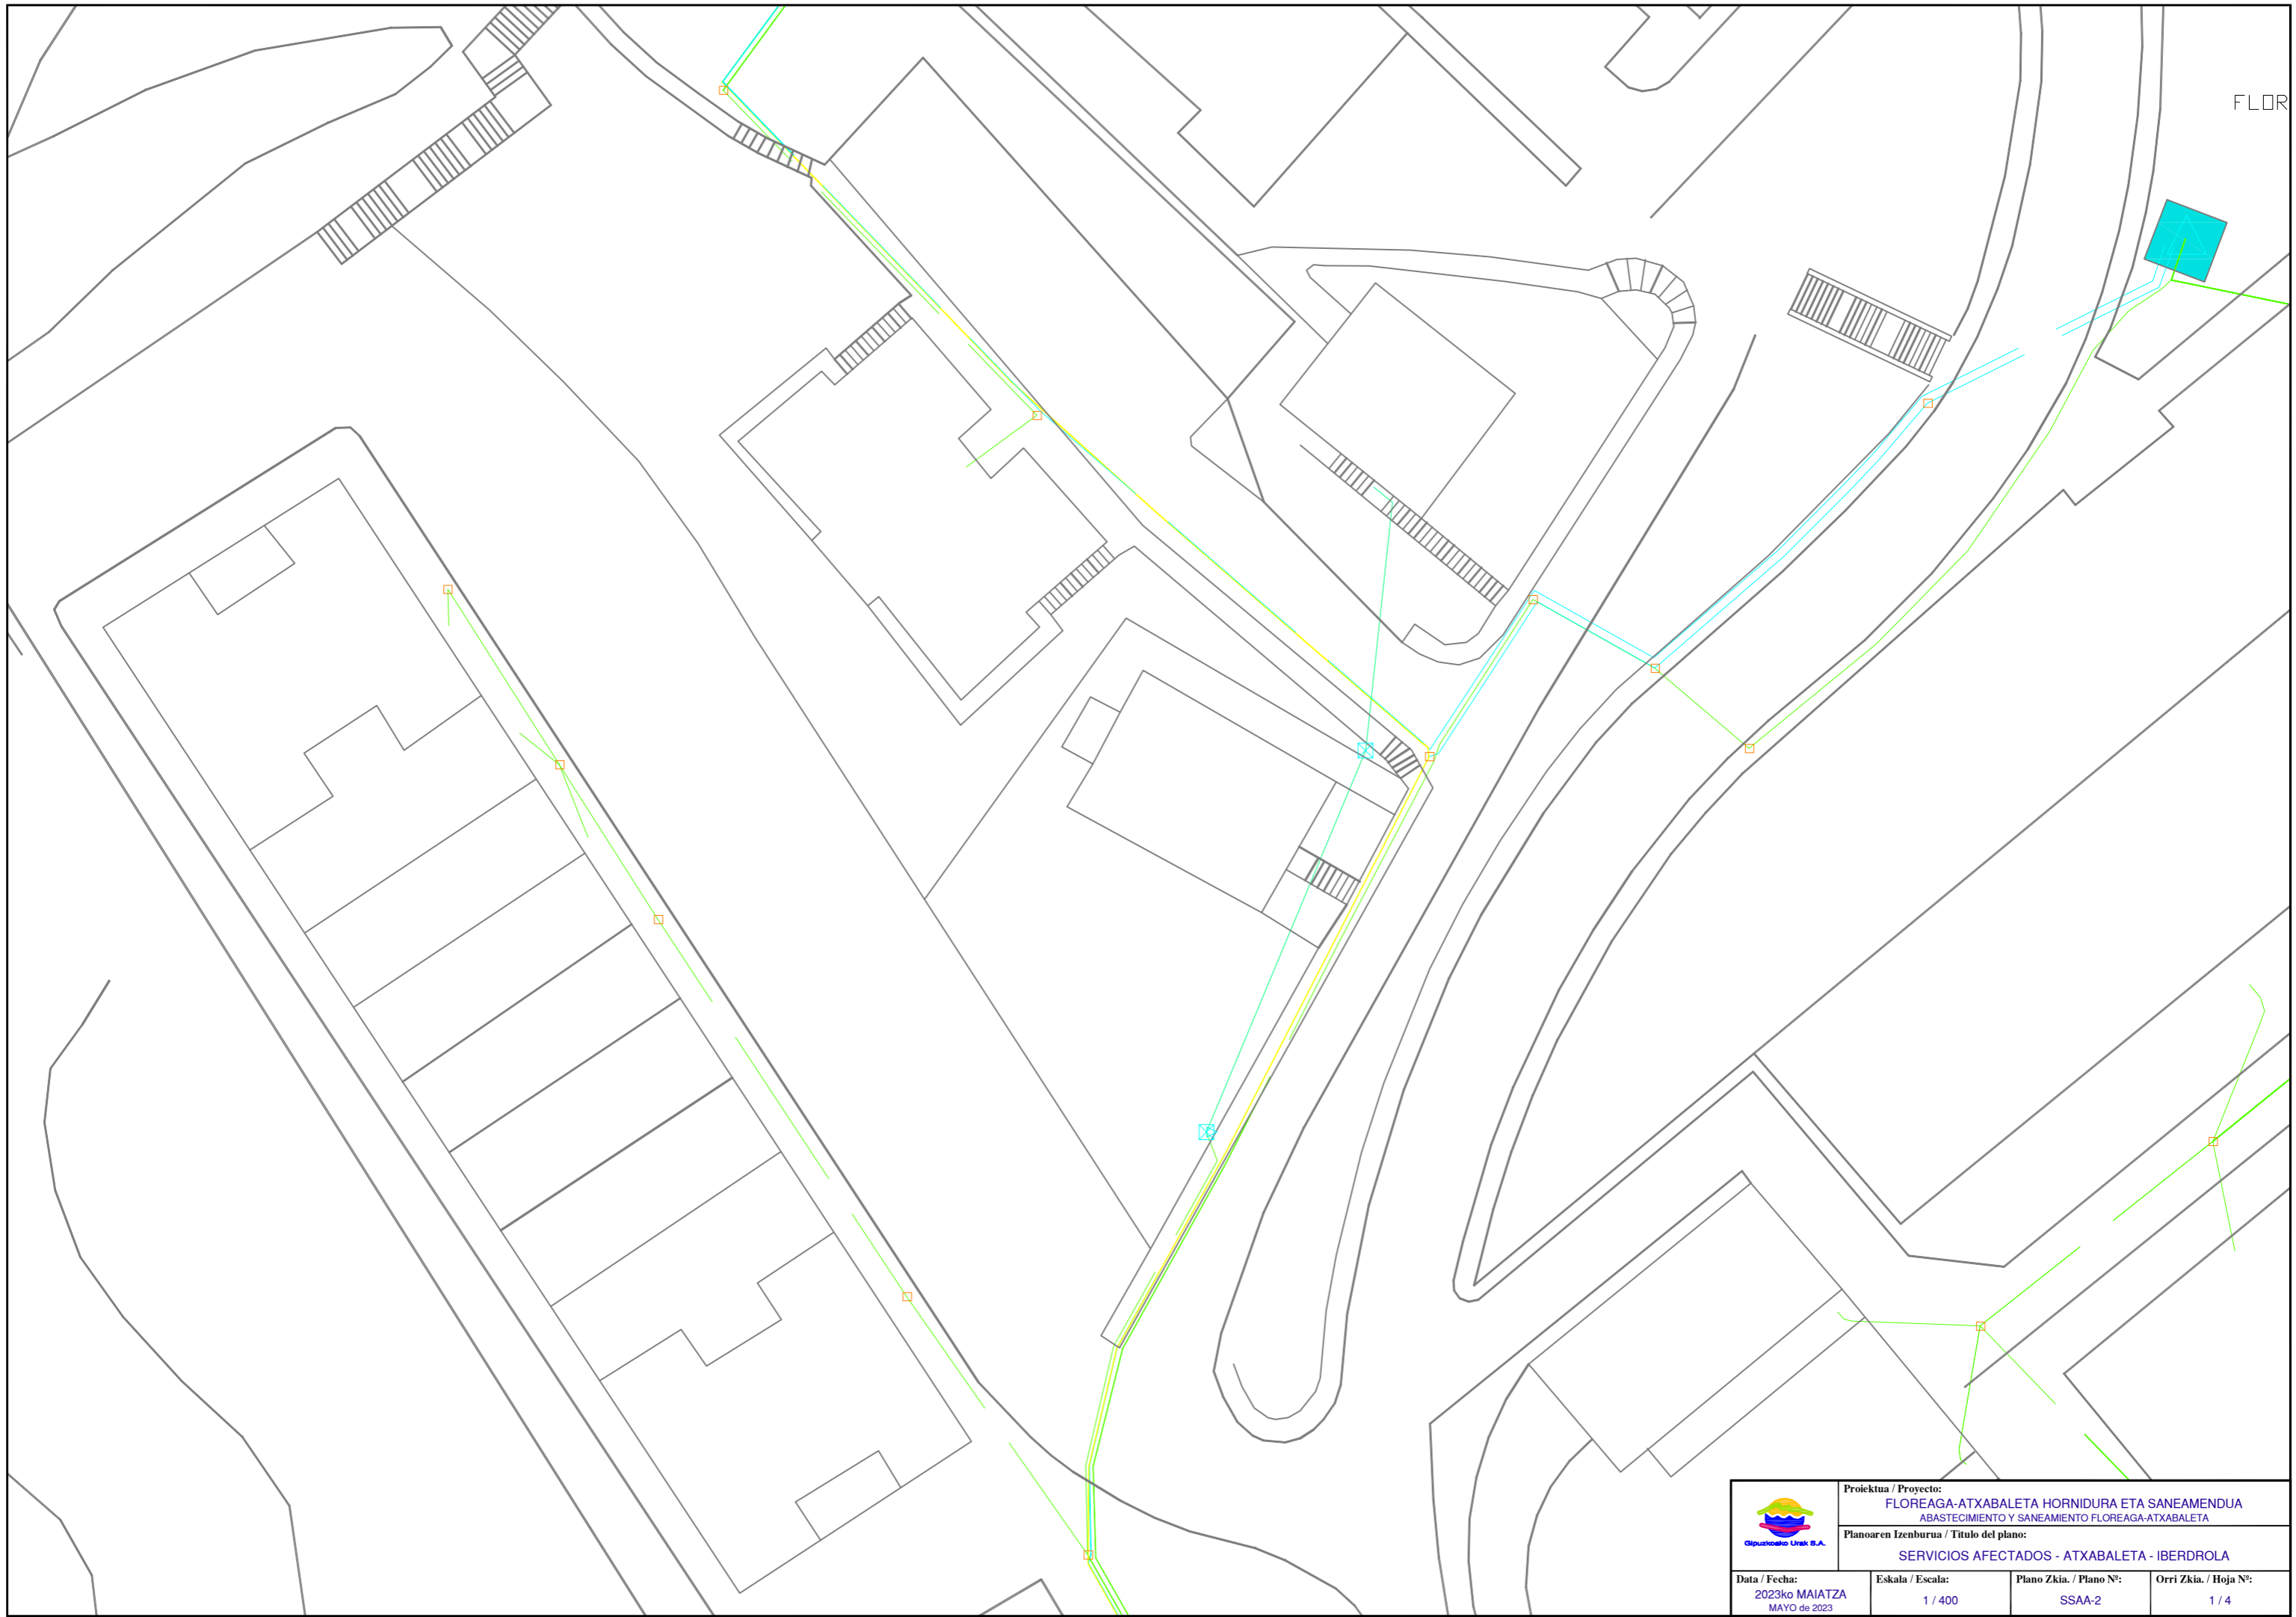 FLOR
Proiektua / Proyecto:
FLOREAGA-ATXABALETA HORNIDURA ETA SANEAMENDUA
ABASTECIMIENTO Y SANEAMIENTO FLOREAGA-ATXABALETA
Gipuzkoako Urak S.A.
Planoaren Izenburua / Titulo del plano:
SERVICIOS AFECTADOS - ATXABALETA - IBERDROLA
Data / Fecha:
2023ko MAIATZA
MAYO de 2023
Eskala / Escala:
1 / 400
Plano Zkia. / Plano Nº:
SSAA-2
Orri Zkia. / Hoja Nº:
1 / 4